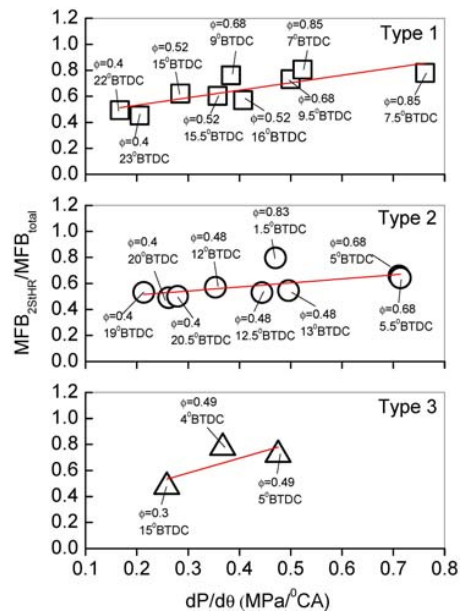 Type 1
1.2
1.0
0.8
0.6
0.4
0.2
0.0
ϕ=0.4
22⁰BTDC
ϕ=0.52
15⁰BTDC
ϕ=0.68
9⁰BTDC
ϕ=0.85
7⁰BTDC
ϕ=0.4
23⁰BTDC
ϕ=0.52
15.5⁰BTDC
ϕ=0.52
16⁰BTDC
ϕ=0.68
9.5⁰BTDC
ϕ=0.85
7.5⁰BTDC
MFB2StHR/MFBtotal
Type 2
1.2
1.0
0.8
0.6
0.4
0.2
0.0
ϕ=0.4
20⁰BTDC
ϕ=0.48
12⁰BTDC
ϕ=0.83
1.5⁰BTDC
ϕ=0.68
5⁰BTDC
ϕ=0.4
19⁰BTDC
ϕ=0.4
20.5⁰BTDC
ϕ=0.48
12.5⁰BTDC
ϕ=0.48
13⁰BTDC
ϕ=0.68
5.5⁰BTDC
Type 3
1.2
1.0
0.8
0.6
0.4
0.2
0.0
ϕ=0.49
4⁰BTDC
ϕ=0.3
15⁰BTDC
ϕ=0.49
5⁰BTDC
0.1 0.2 0.3 0.4 0.5 0.6 0.7 0.8
dP/dθ (MPa/⁰CA)